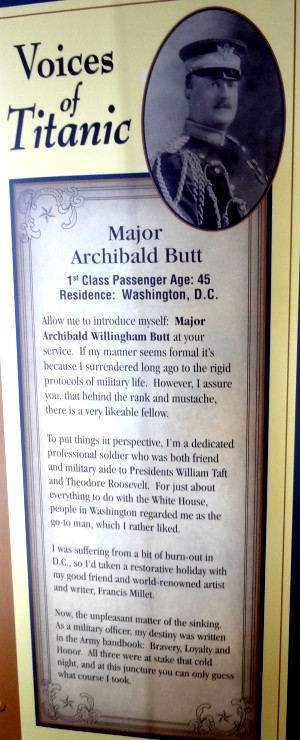 Voices
of
Titanic
Major
Archibald Butt
1st Class Passenger Age: 45
Residence: Washington, D.C.
Allow me to introduce myself: Major
Archibald Willingham Butt at your
service. If my manner seems formal it's
because I surrendered long ago to the rigid
protocols of military life. However, I assure
you, that behind the rank and mustache,
there is a very likeable fellow.
To put things in perspective, I'm a dedicated
professional soldier who was both friend
and military aide to Presidents William Taft
and Theodore Roosevelt. For just about
everything to do with the White House,
people in Washington regarded me as the
go-to man, which I rather liked.
I was suffering from a bit of burn-out in
D.C., so I'd taken a restorative holiday with
my good friend and world-renowned artist
and writer, Francis Millet.
Now, the unpleasant matter of the sinking.
As a military officer, my destiny was written
in the Army handbook: Bravery, Loyalty and
Honor. All three were at stake that cold
night, and at this juncture you can only guess
what course I took.